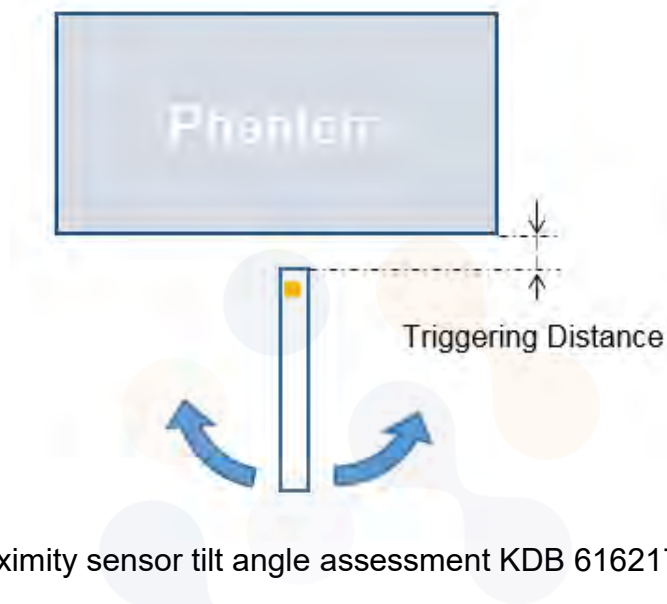 Phantom
Triggering Distance
ximity sensor tilt angle assessment KDB 61621